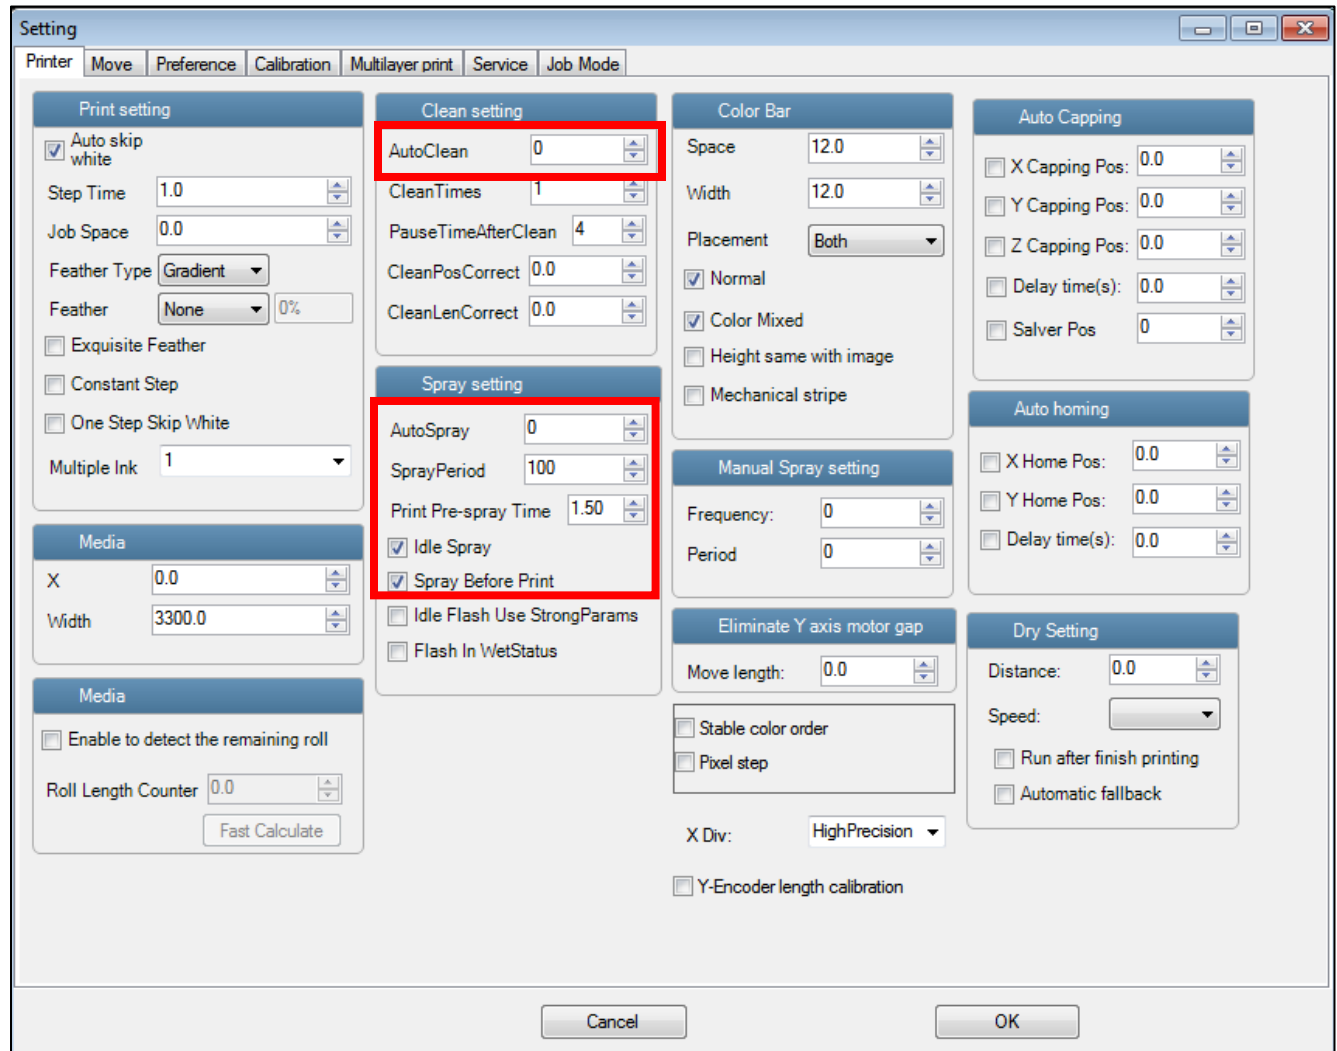 Setting
Printer Move Preference Calibration Multilayer print Service Job Mode
Print setting
Auto skip
white
Step Time 1.0
Job Space 0.0
Feather Type Gradient
Feather None 0%
Exquisite Feather
Constant Step
One Step Skip White
Multiple Ink 1
Media
X 0.0
Width 3300.0
Media
Enable to detect the remaining roll
Roll Length Counter 0.0
Fast Calculate
Clean setting
AutoClean 0
CleanTimes 1
PauseTimeAfterClean 4
CleanPosCorrect 0.0
CleanLenCorrect 0.0
Spray setting
AutoSpray 0
SprayPeriod 100
Print Pre-spray Time 1.50
Idle Spray
Spray Before Print
Idle Flash Use StrongParams
Flash In WetStatus
Color Bar
Space 12.0
Width 12.0
Placement Both
Normal
Color Mixed
Height same with image
Mechanical stripe
Manual Spray setting
Frequency: 0
Period 0
Eliminate Y axis motor gap
Move length: 0.0
Stable color order
Pixel step
X Div: HighPrecision
Y-Encoder length calibration
Auto Capping
X Capping Pos: 0.0
Y Capping Pos: 0.0
Z Capping Pos: 0.0
Delay time(s): 0.0
Salver Pos 0
Auto homing
X Home Pos: 0.0
Y Home Pos: 0.0
Delay time(s): 0.0
Dry Setting
Distance: 0.0
Speed:
Run after finish printing
Automatic fallback
Cancel OK